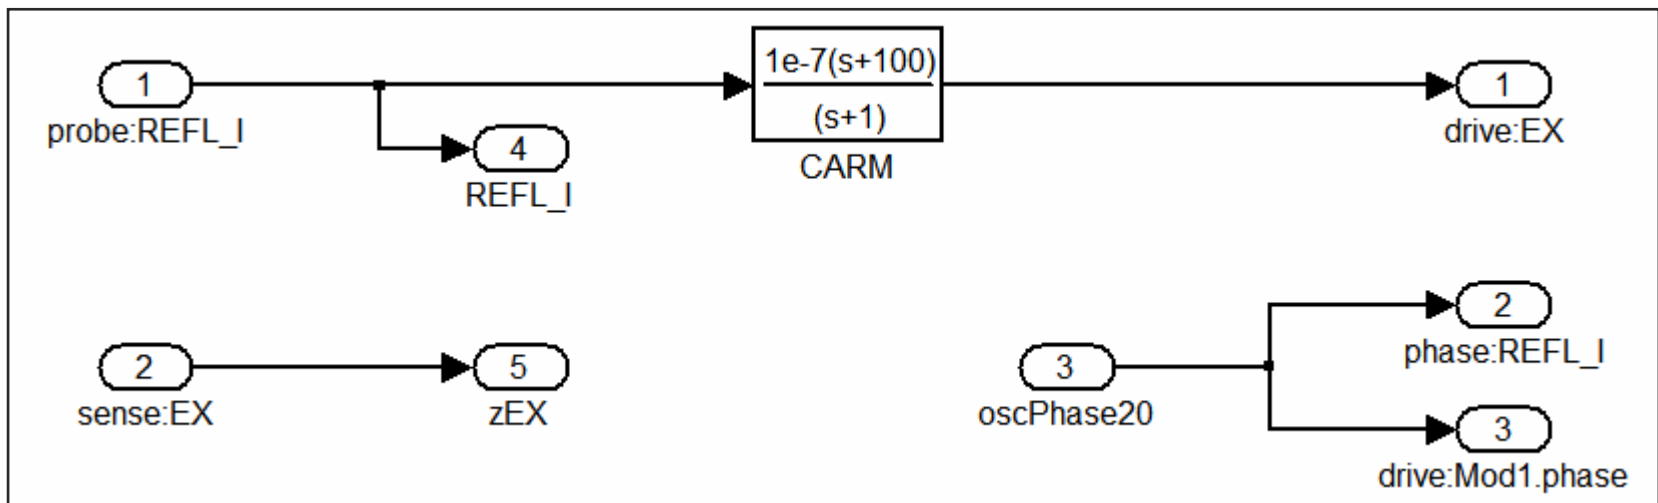 1
probe:REFL_I
4
REFL_I
1e-7(s+100)
(s+1)
CARM
1
drive:EX
2
sense:EX
5
zEX
3
oscPhase20
2
phase:REFL_I
3
drive:Mod1.phase